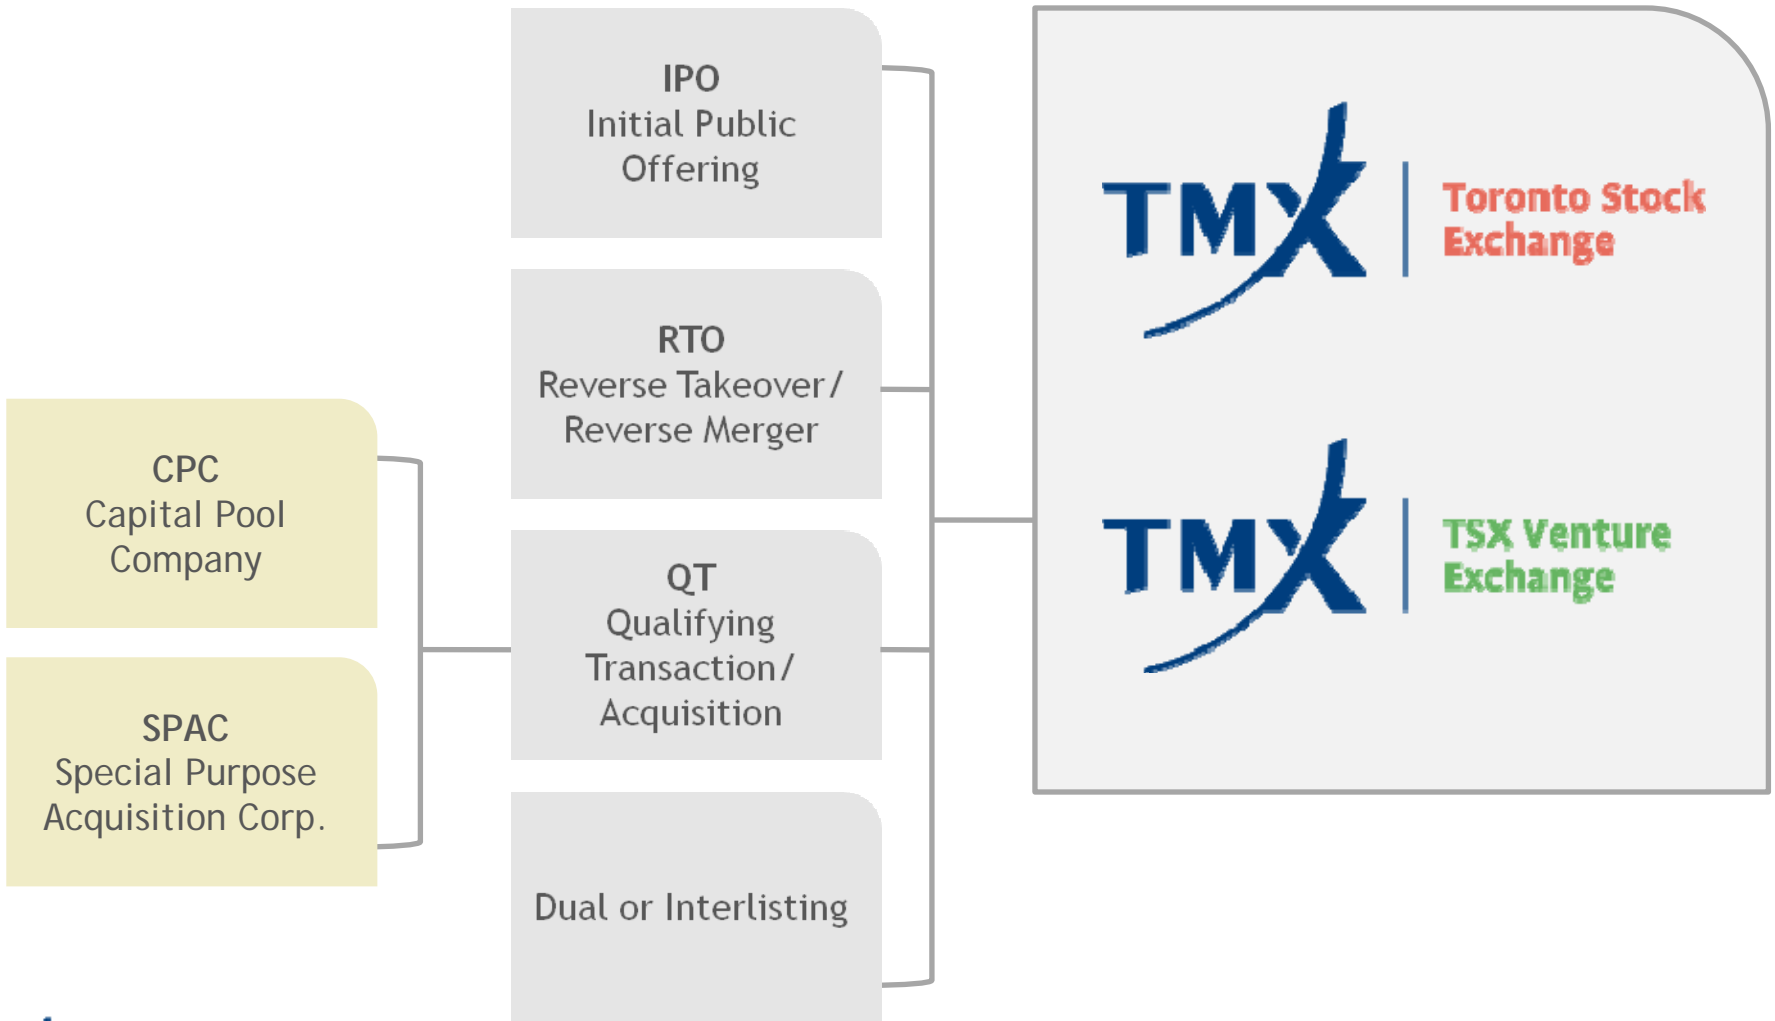 IPO
Initial Public
Offering
RTO
Reverse Takeover/
Reverse Merger
CPC
Capital Pool
Company
SPAC
Special Purpose
Acquisition Corp.
QT
Qualifying
Transaction/
Acquisition
Dual or Interlisting
TMX
Toronto Stock
Exchange
TMX
TSX Venture
Exchange